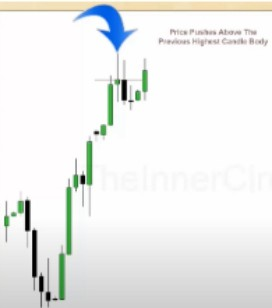 Price Pushes Above The
Previous Highest Candle Body
TheInnerCir